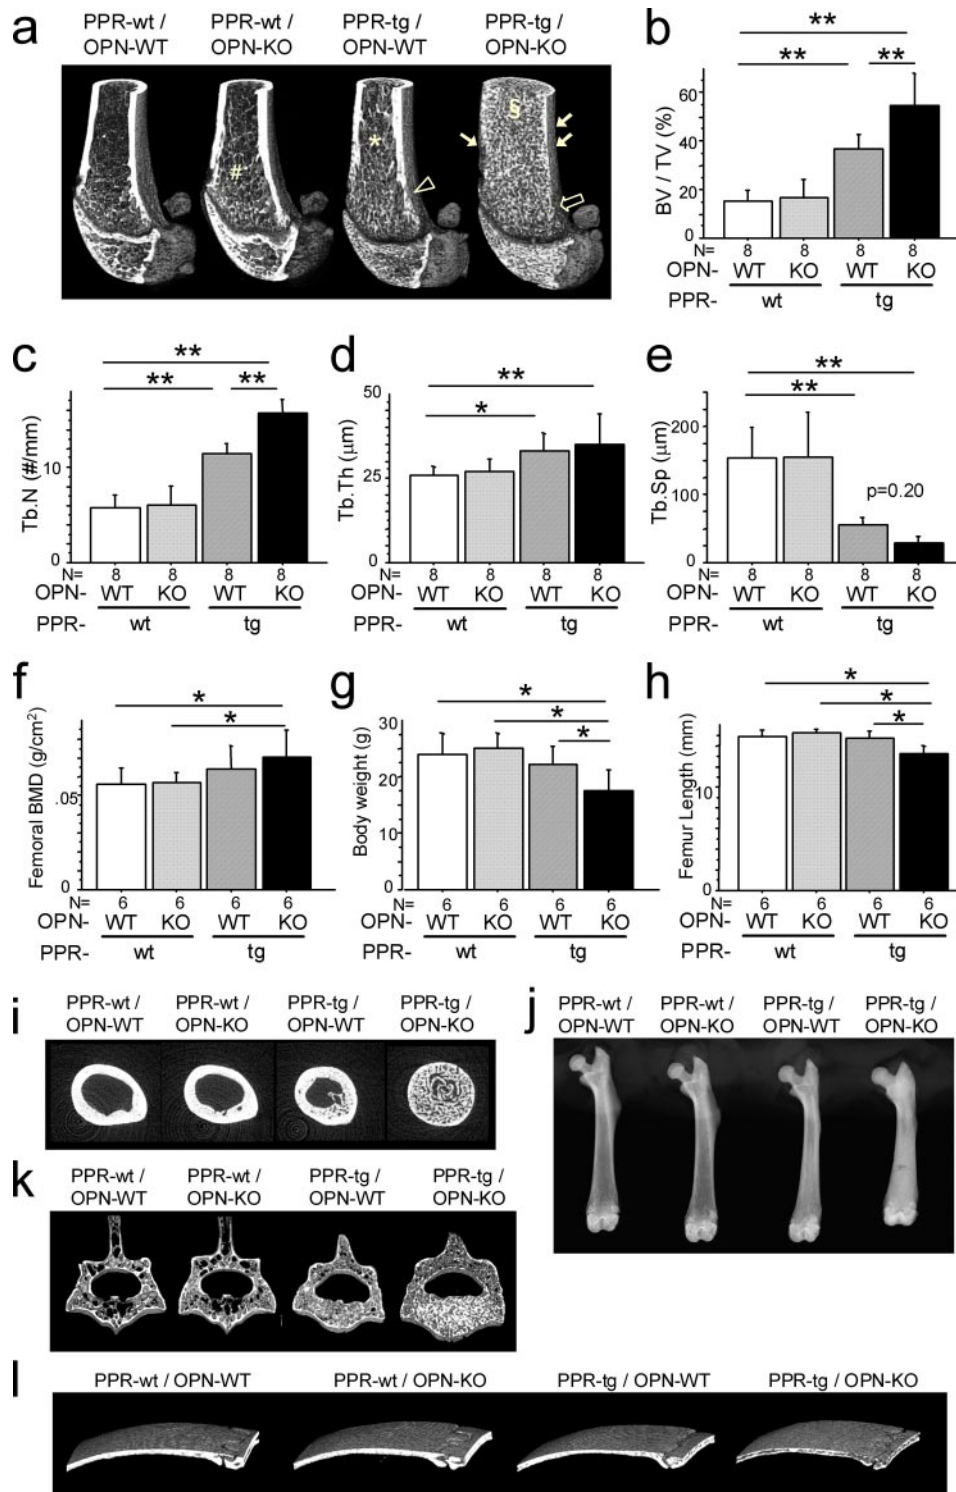 a
PPR-wt / PPR-wt / PPR-tg / PPR-tg /
OPN-WT OPN-KO OPN-WT OPN-KO
# * §
b
** 
** **
BV / TV (%)
60
40
20
0
N= 8 8 8 8
OPN- WT KO WT KO
PPR- wt tg
c
**
** **
Tb.N (#/mm)
10
0
N= 8 8 8 8
OPN- WT KO WT KO
PPR- wt tg
d
**
*
Tb.Th (μm)
50
25
0
N= 8 8 8 8
OPN- WT KO WT KO
PPR- wt tg
e
**
**
Tb.Sp (μm)
200
100
0
p=0.20
N= 8 8 8 8
OPN- WT KO WT KO
PPR- wt tg
f
*
*
Femoral BMD (g/cm²)
.05
0
N= 6 6 6 6
OPN- WT KO WT KO
PPR- wt tg
g
*
*
*
Body weight (g)
30
20
10
0
N= 6 6 6 6
OPN- WT KO WT KO
PPR- wt tg
h
*
*
*
Femur Length (mm)
10
0
N= 6 6 6 6
OPN- WT KO WT KO
PPR- wt tg
i
PPR-wt / PPR-wt / PPR-tg / PPR-tg /
OPN-WT OPN-KO OPN-WT OPN-KO
j
PPR-wt / PPR-wt / PPR-tg / PPR-tg /
OPN-WT OPN-KO OPN-WT OPN-KO
k
PPR-wt / PPR-wt / PPR-tg / PPR-tg /
OPN-WT OPN-KO OPN-WT OPN-KO
l
PPR-wt / OPN-WT PPR-wt / OPN-KO PPR-tg / OPN-WT PPR-tg / OPN-KO